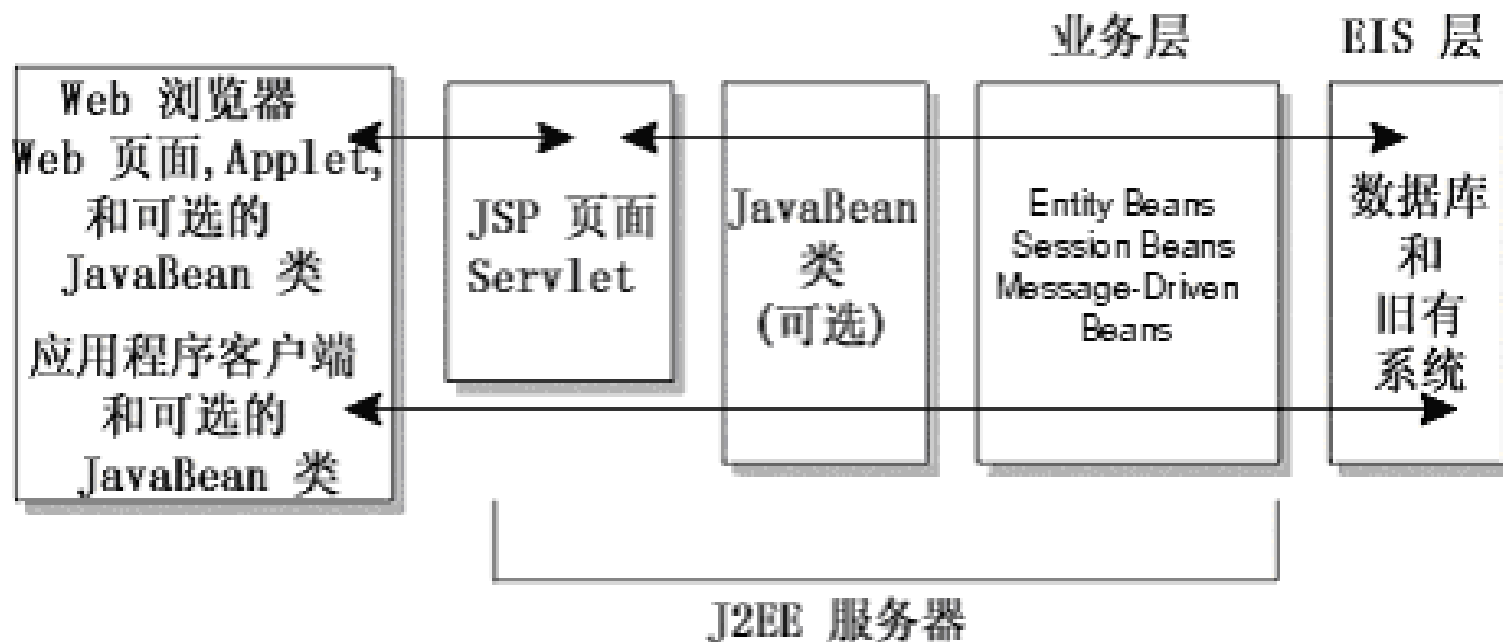 业务层
EIS 层
Web 浏览器
Web 页面,Applet,
和可选的
JavaBean 类
应用程序客户端
和可选的
JavaBean 类
JSP 页面
Servlet
JavaBean
类
(可选)
Entity Beans
Session Beans
Message-Driven
Beans
数据库
和
旧有
系统
J2EE 服务器